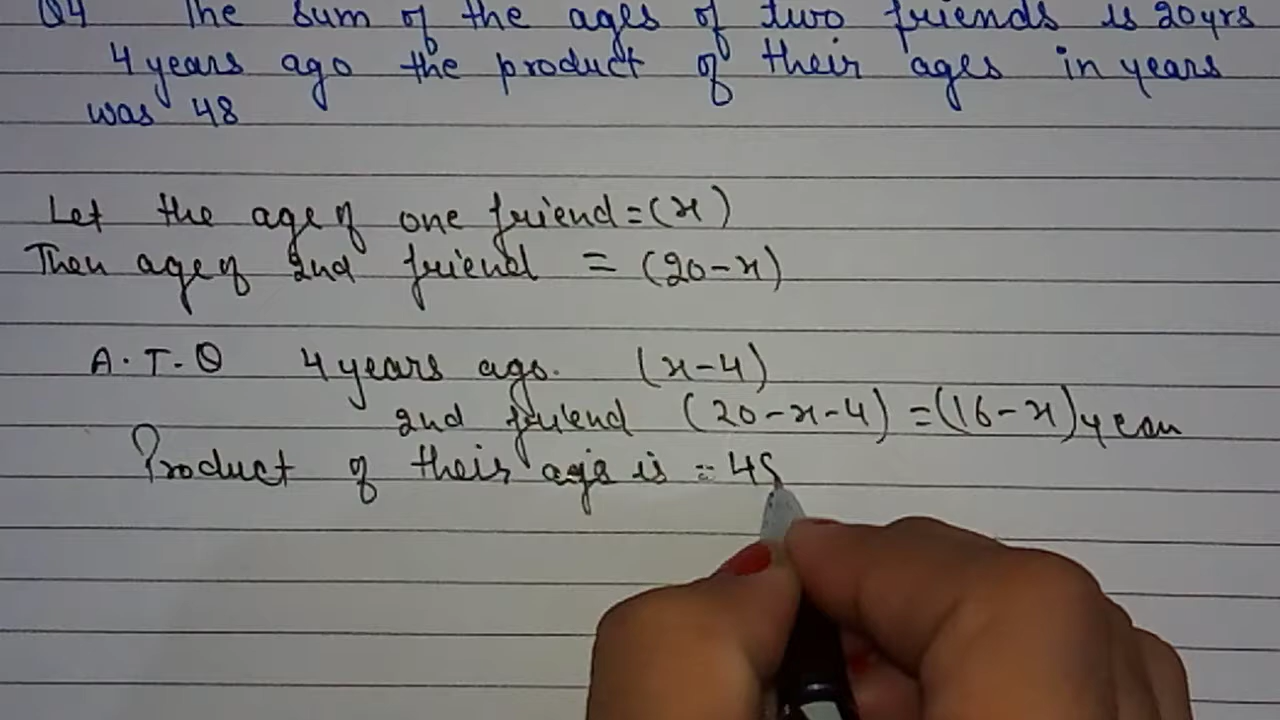 Q4 The sum of the ages of two friends is 20yrs
4 years ago the product of their ages in years
was 48
Let the age of one friend = (x)
Then age of 2nd friend = (20-x)
A.T-Q 4 years ago. (x-4)
2nd friend (20-x-4) = (16-x) year
Product of their age is = 48